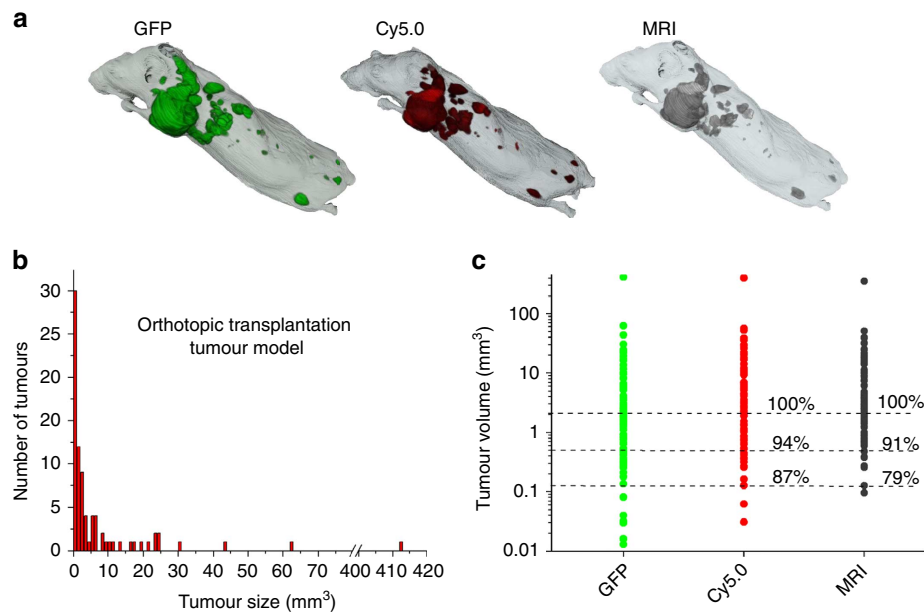 a
GFP
Cy5.0
MRI
b
Number of tumours
30
30
20
10
5
0
Orthotopic transplantation
tumour model
0
10
20
30
40
50
60
70
400
410
420
Tumour size (mm³)
c
Tumour volume (mm³)
100
10
1
0.1
0.01
100%
100%
94%
91%
87%
79%
GFP
Cy5.0
MRI